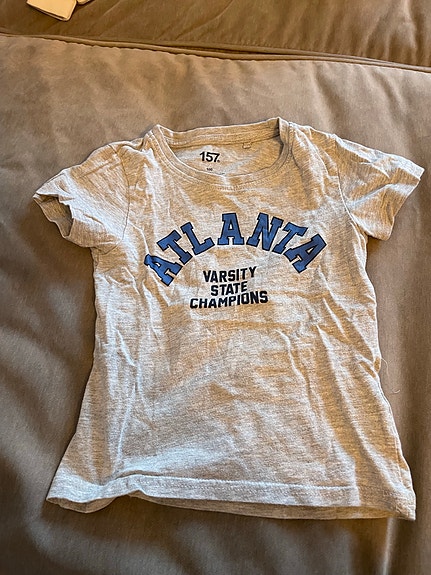 157.
ATLANTA
VARSITY
STATE
CHAMPIONS